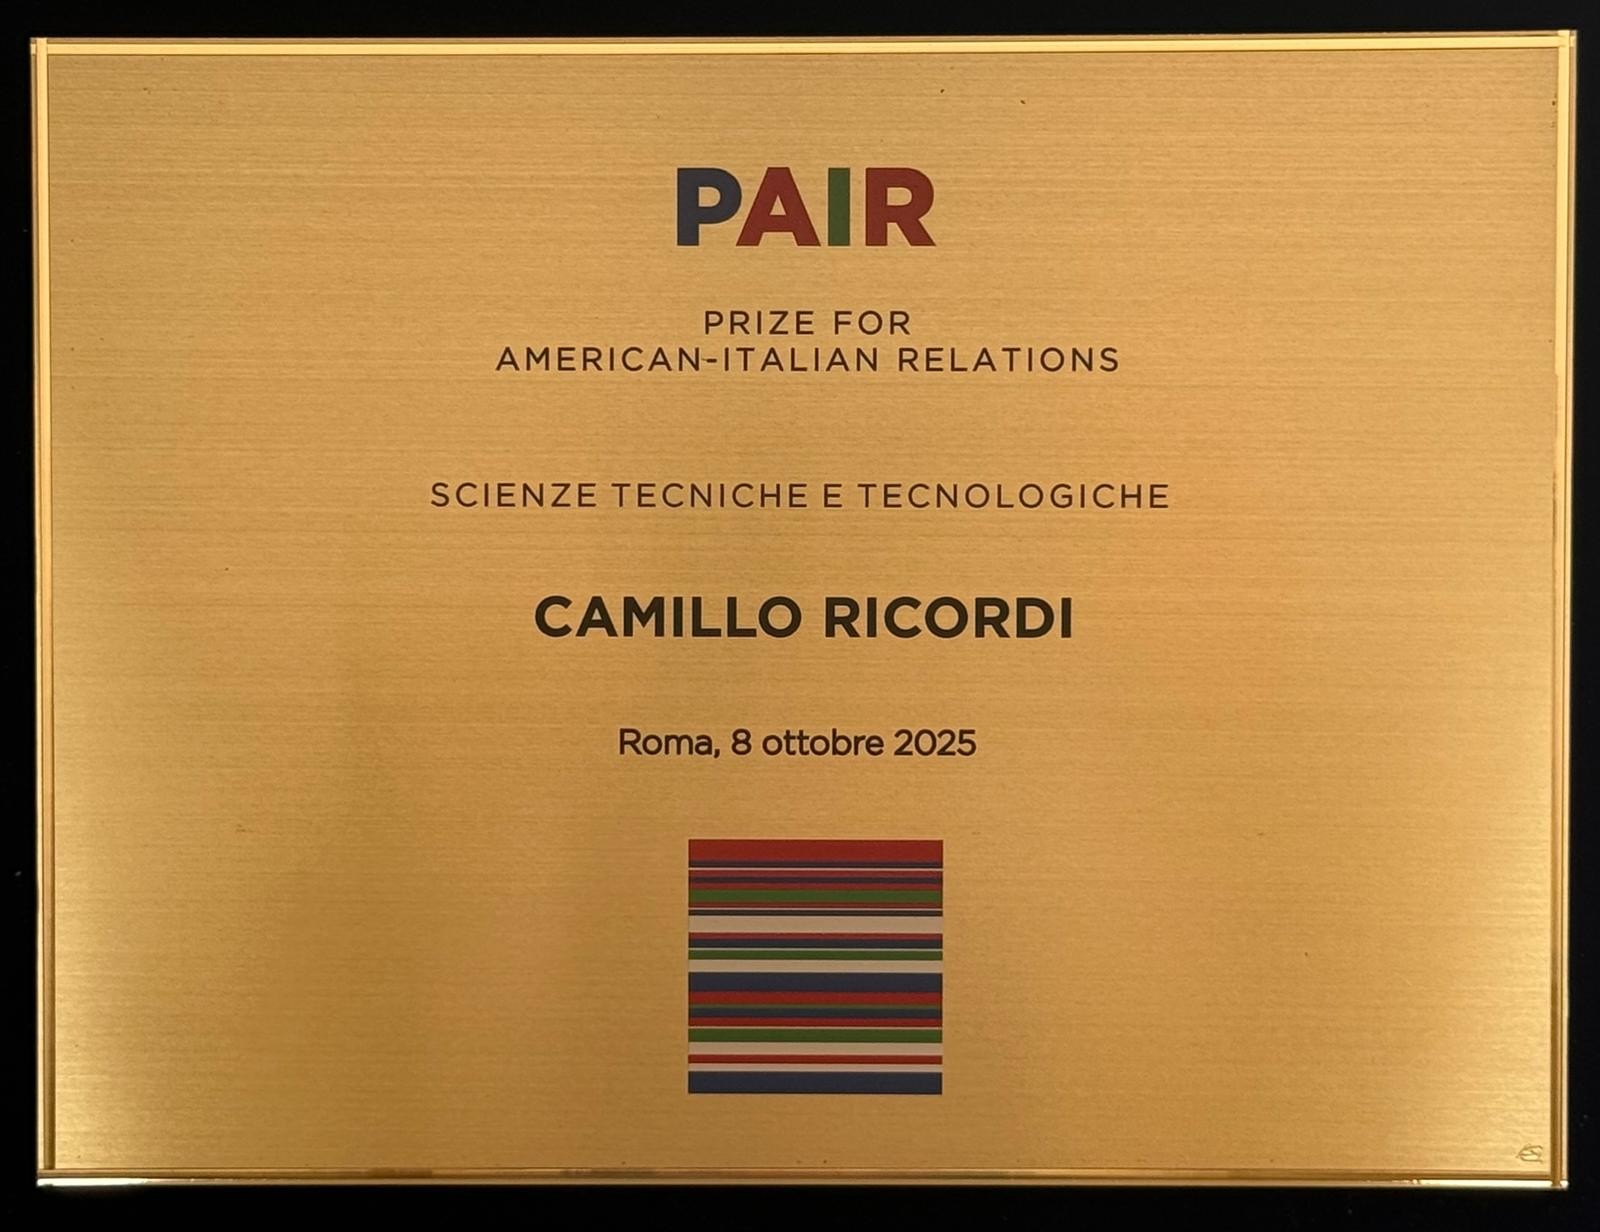 PAIR
PRIZE FOR
AMERICAN-ITALIAN RELATIONS
SCIENZE TECNICHE E TECNOLOGICHE
CAMILLO RICORDI
Roma, 8 ottobre 2025